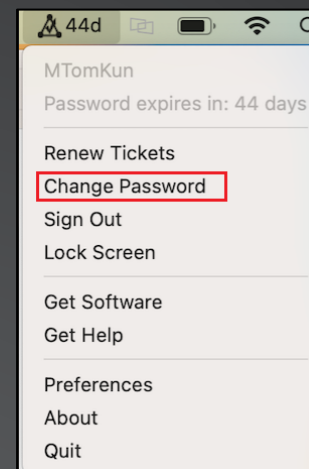 44d
MTomKun
Password expires in: 44 days
Renew Tickets
Change Password
Sign Out
Lock Screen
Get Software
Get Help
Preferences
About
Quit